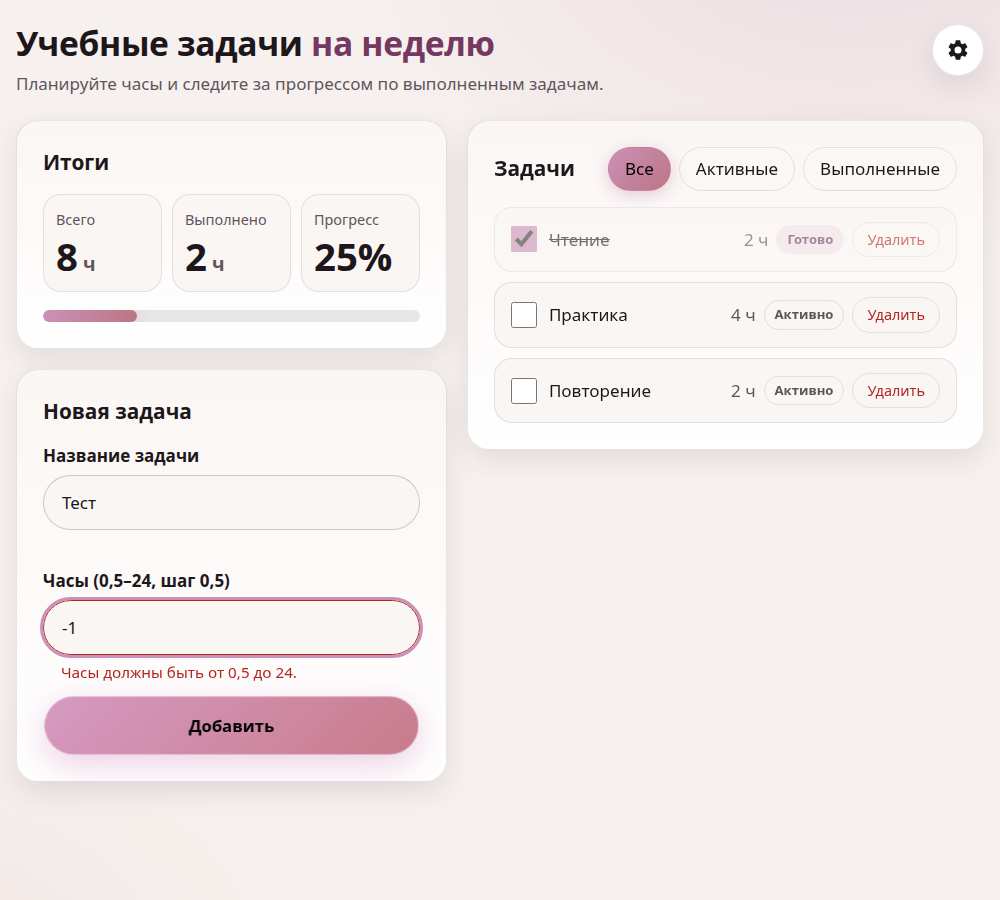 Учебные задачи на неделю
Планируйте часы и следите за прогрессом по выполненным задачам.
Итоги
Всего
8 ч
Выполнено
2 ч
Прогресс
25%
Новая задача
Название задачи
Тест
Часы (0,5–24, шаг 0,5)
-1
Часы должны быть от 0,5 до 24.
Добавить
Задачи
Все
Активные
Выполненные
Чтение 2 ч Готово Удалить
Практика 4 ч Активно Удалить
Повторение 2 ч Активно Удалить